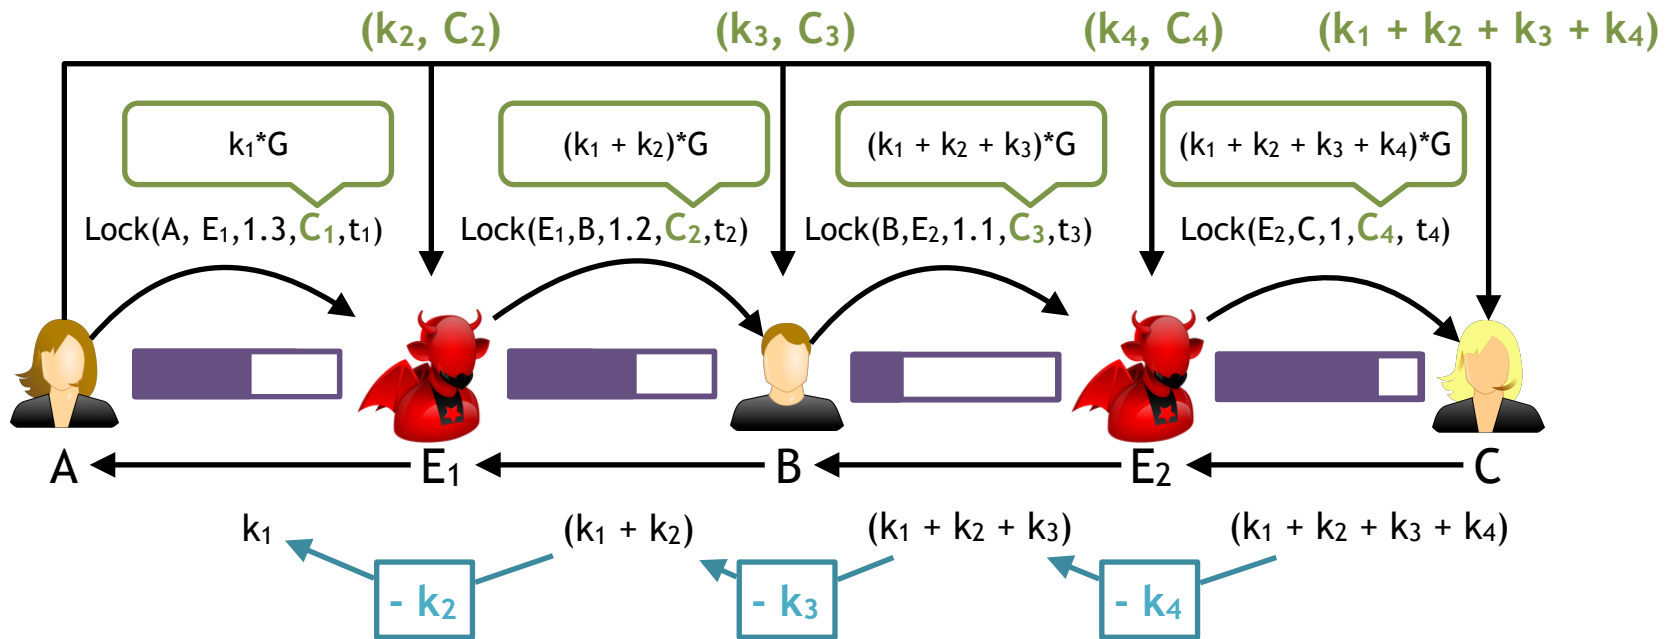 (k₂, C₂) (k₃, C₃) (k₄, C₄) (k₁ + k₂ + k₃ + k₄)
k₁*G (k₁ + k₂)*G (k₁ + k₂ + k₃)*G (k₁ + k₂ + k₃ + k₄)*G
Lock(A, E₁,1.3,C₁,t₁) Lock(E₁,B,1.2,C₂,t₂) Lock(B,E₂,1.1,C₃,t₃) Lock(E₂,C,1,C₄, t₄)
A E₁ B E₂ C
k₁ (k₁ + k₂) (k₁ + k₂ + k₃) (k₁ + k₂ + k₃ + k₄)
- k₂ - k₃ - k₄